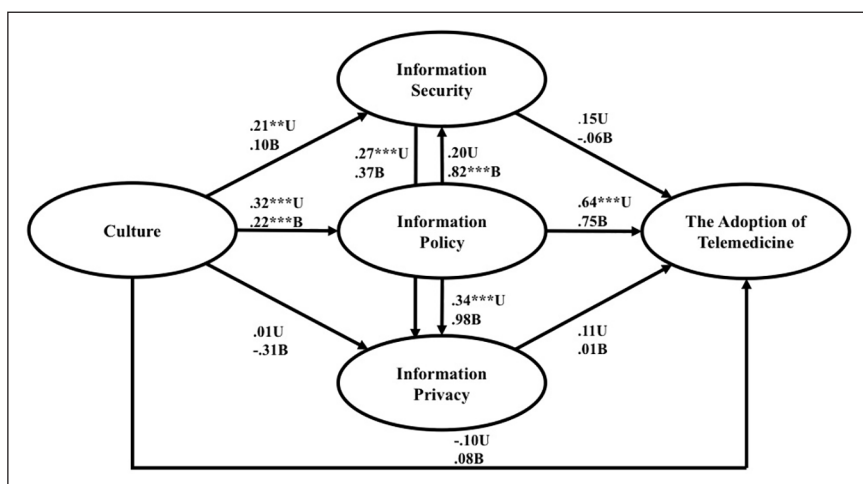 Information
Security
.21**U
.10B
.27***U
.37B
.20U
.82***B
.15U
-.06B
Culture
.32***U
.22***B
Information
Policy
.64***U
.75B
The Adoption of
Telemedicine
.01U
-.31B
.34***U
.98B
.11U
.01B
Information
Privacy
-.10U
.08B